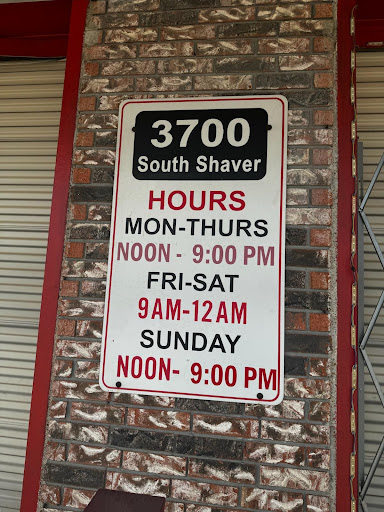 3700
South Shaver
HOURS
MON-THURS
NOON - 9:00 PM
FRI-SAT
9AM-12AM
SUNDAY
NOON- 9:00 PM